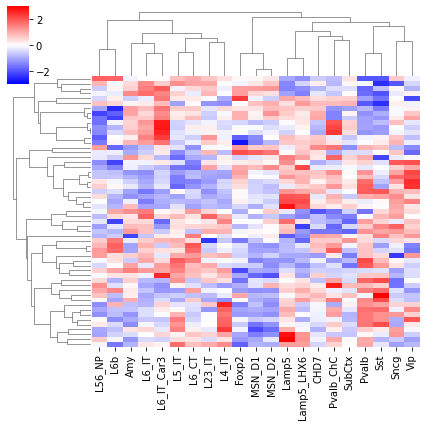 2
0
−2
L56_NP
L6b
Amy
L6_IT
L6_IT_Car3
L5_IT
L6_CT
L23_IT
L4_IT
Foxp2
MSN_D1
MSN_D2
Lamp5
Lamp5_LHX6
CHD7
Pvalb_ChC
SubCtx
Pvalb
Sst
Sncg
Vip